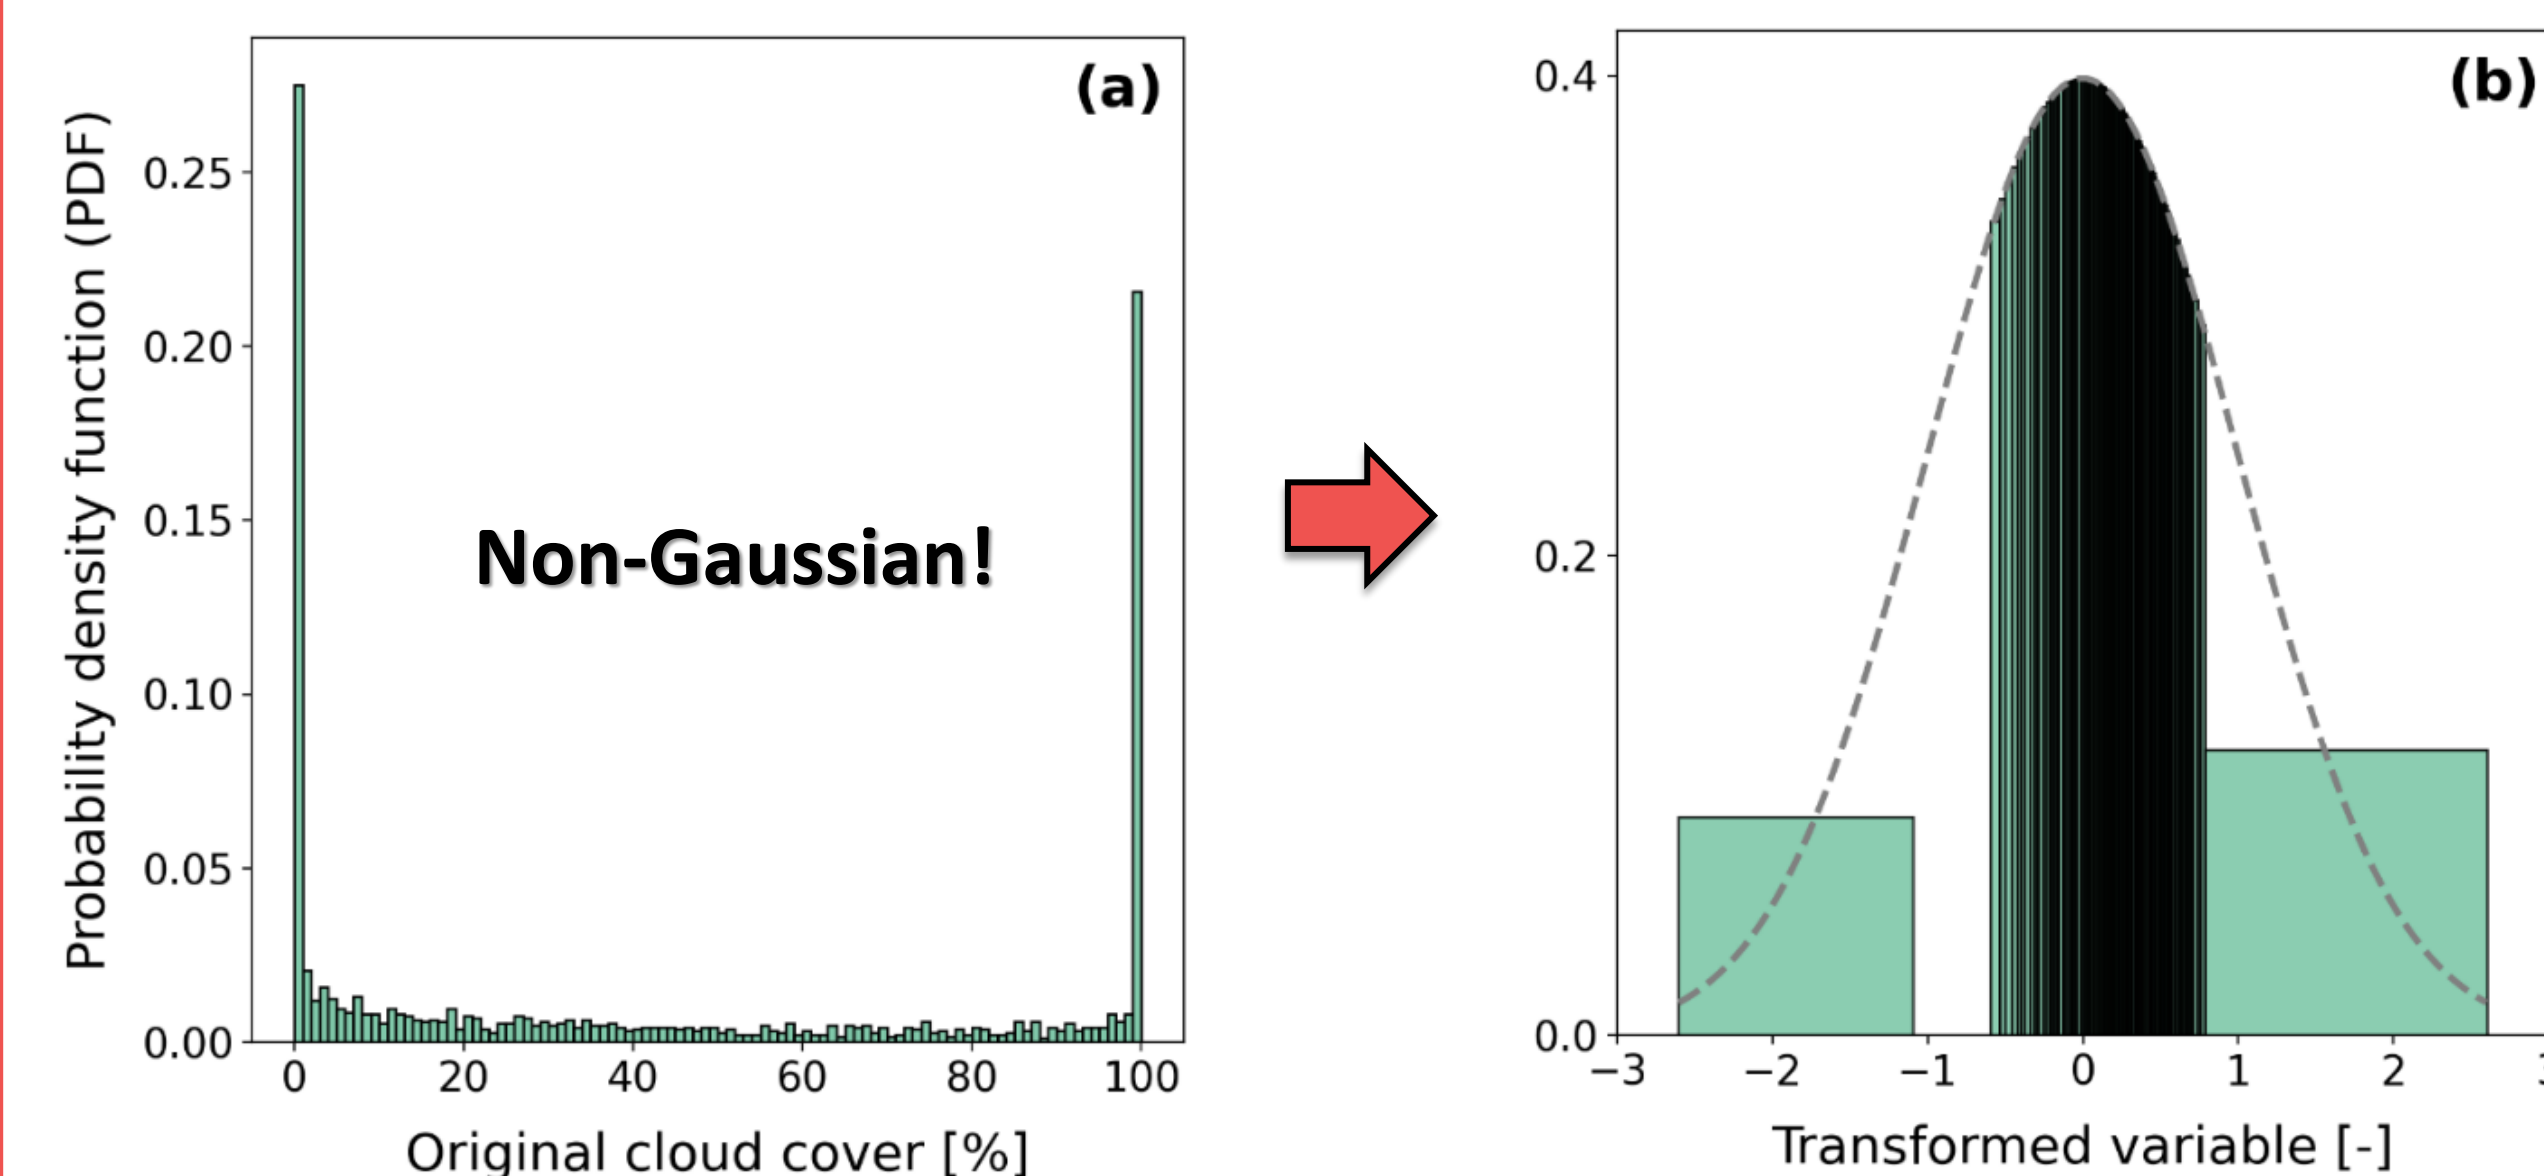 (a)
Probability density function (PDF)
0.25
0.20
0.15
0.10
0.05
0.00
Non-Gaussian!
0 20 40 60 80 100
Original cloud cover [%]
(b)
0.4
0.2
0.0
−3 −2 −1 0 1 2
Transformed variable [-]